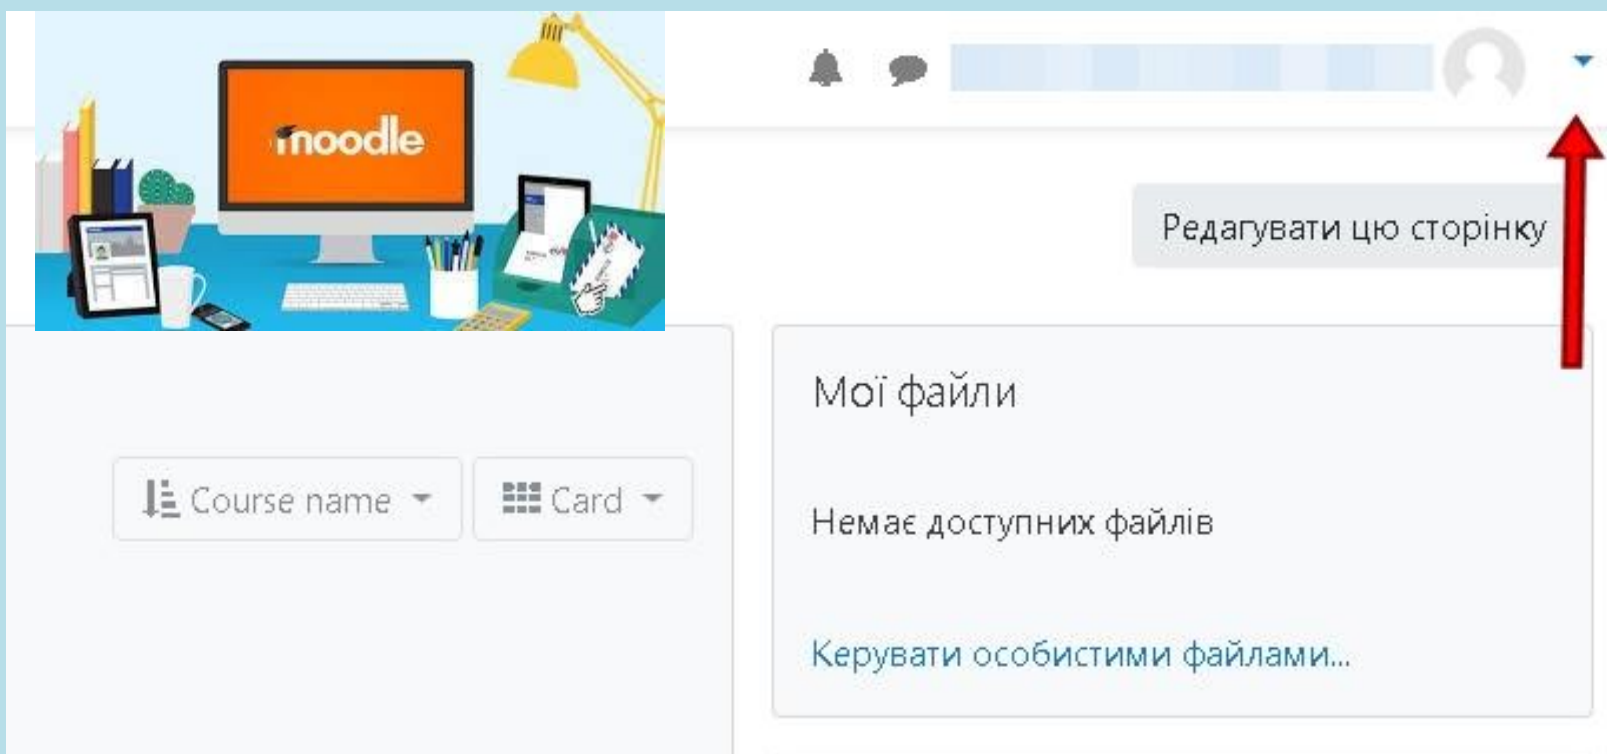 moodle
Редагувати цю сторінку
Мої файли
Course name
Card
Немає доступних файлів
Керувати особистими файлами...